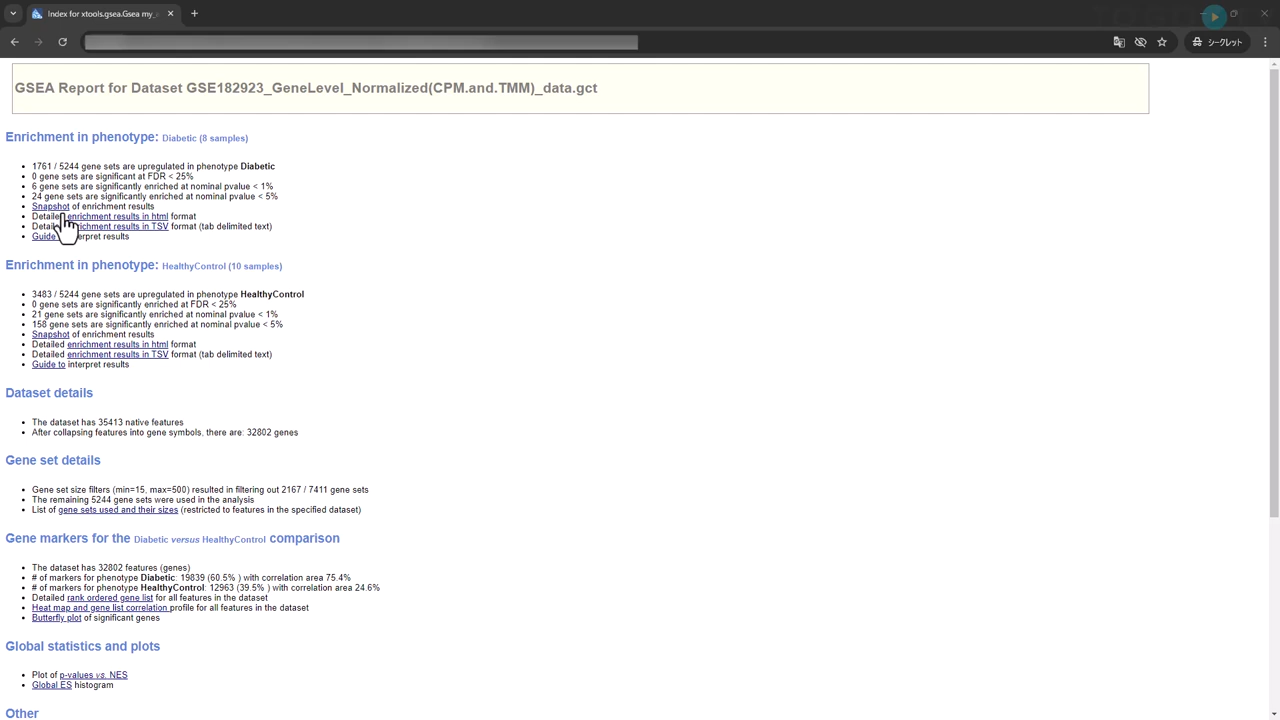 Index for xtools.gsea.Gsea my_
シークレット
GSEA Report for Dataset GSE182923_GeneLevel_Normalized(CPM.and.TMM)_data.gct
Enrichment in phenotype: Diabetic (8 samples)
• 1761 / 5244 gene sets are upregulated in phenotype Diabetic
• 0 gene sets are significant at FDR < 25%
• 6 gene sets are significantly enriched at nominal pvalue < 1%
• 24 gene sets are significantly enriched at nominal pvalue < 5%
• Snapshot of enrichment results
• Detailed enrichment results in html format
• Detailed enrichment results in TSV format (tab delimited text)
• Guide interpret results
Enrichment in phenotype: HealthyControl (10 samples)
• 3483 / 5244 gene sets are upregulated in phenotype HealthyControl
• 0 gene sets are significantly enriched at FDR < 25%
• 21 gene sets are significantly enriched at nominal pvalue < 1%
• 158 gene sets are significantly enriched at nominal pvalue < 5%
• Snapshot of enrichment results
• Detailed enrichment results in html format
• Detailed enrichment results in TSV format (tab delimited text)
• Guide to interpret results
Dataset details
• The dataset has 35413 native features
• After collapsing features into gene symbols, there are: 32802 genes
Gene set details
• Gene set size filters (min=15, max=500) resulted in filtering out 2167 / 7411 gene sets
• The remaining 5244 gene sets were used in the analysis
• List of gene sets used and their sizes (restricted to features in the specified dataset)
Gene markers for the Diabetic versus HealthyControl comparison
• The dataset has 32802 features (genes)
• # of markers for phenotype Diabetic: 19839 (60.5% ) with correlation area 75.4%
• # of markers for phenotype HealthyControl: 12963 (39.5% ) with correlation area 24.6%
• Detailed rank ordered gene list for all features in the dataset
• Heat map and gene list correlation profile for all features in the dataset
• Butterfly plot of significant genes
Global statistics and plots
• Plot of p-values vs. NES
• Global ES histogram
Other